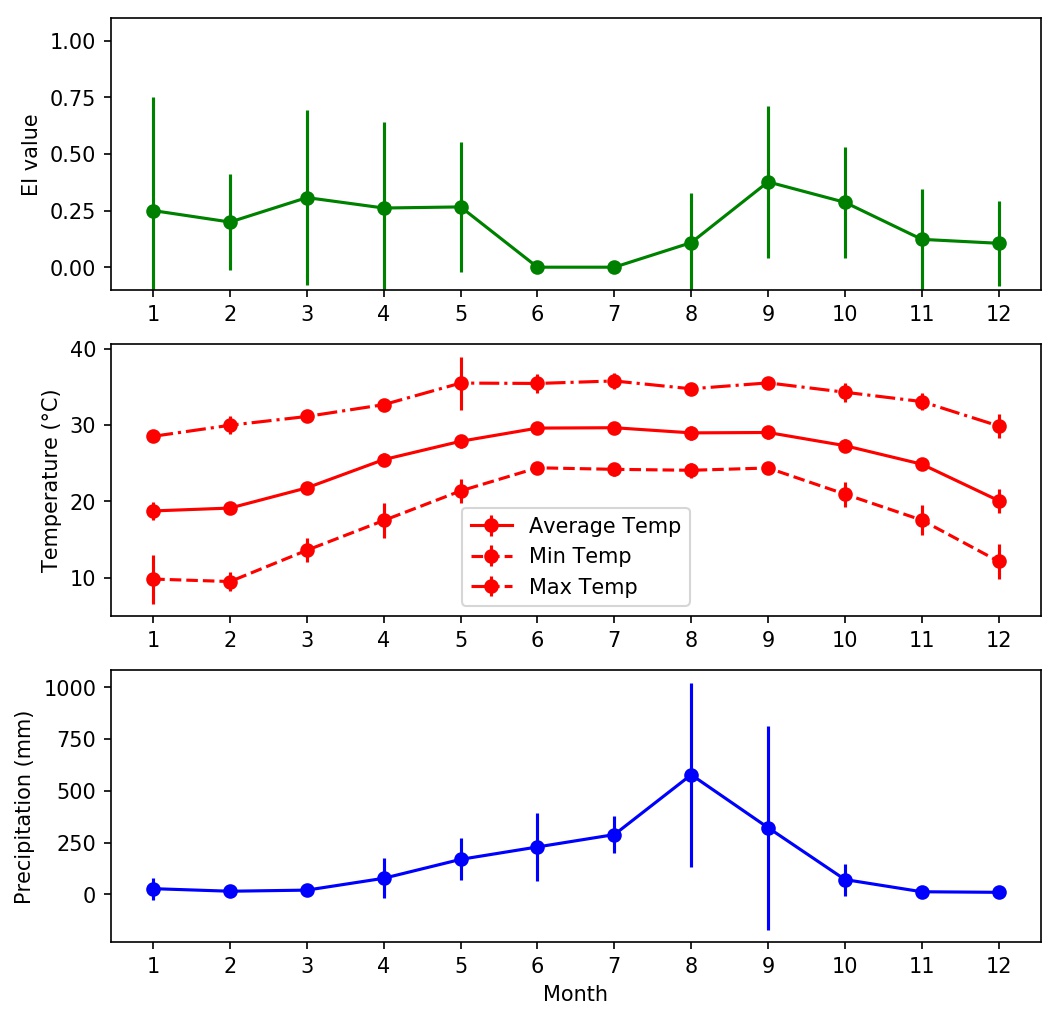 EI value
1.00
0.75
0.50
0.25
0.00
1 2 3 4 5 6 7 8 9 10 11 12
Temperature (°C)
40
30
20
10
Average Temp
Min Temp
Max Temp
1 2 3 4 5 6 7 8 9 10 11 12
Precipitation (mm)
1000
750
500
250
0
1 2 3 4 5 6 7 8 9 10 11 12
Month